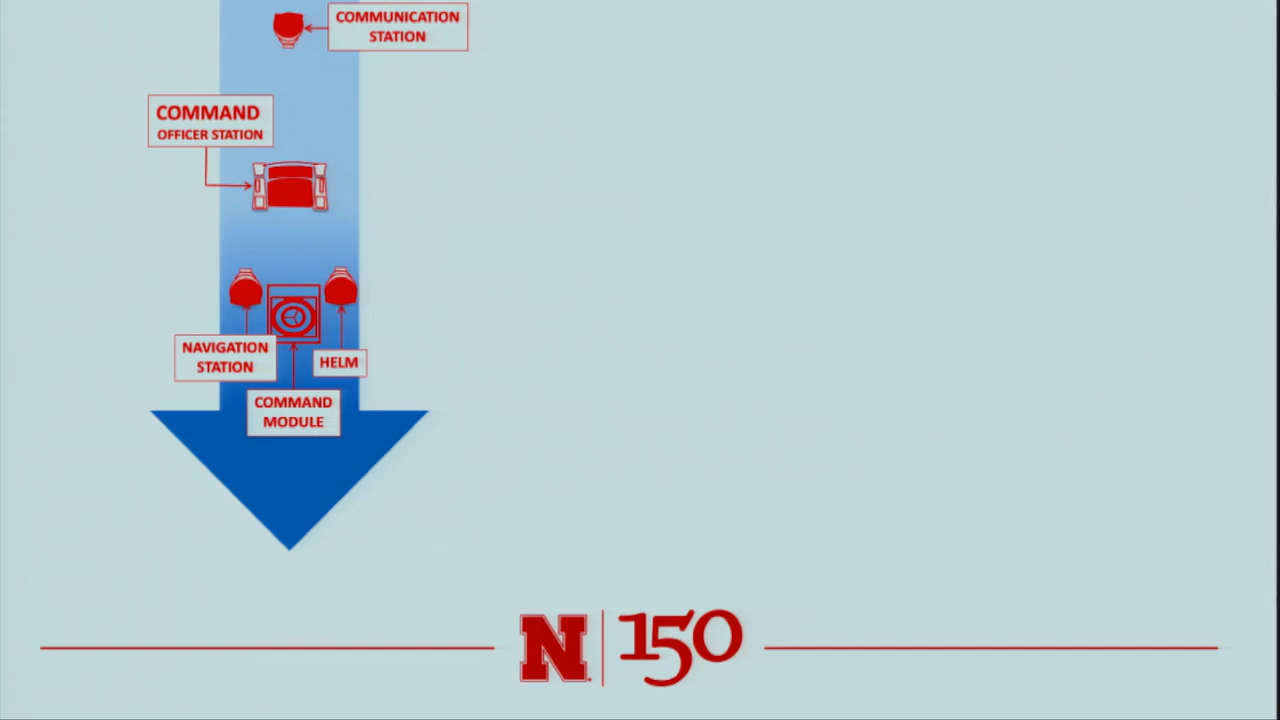 COMMUNICATION
STATION
COMMAND
OFFICER STATION
NAVIGATION
STATION
HELM
COMMAND
MODULE
N 150